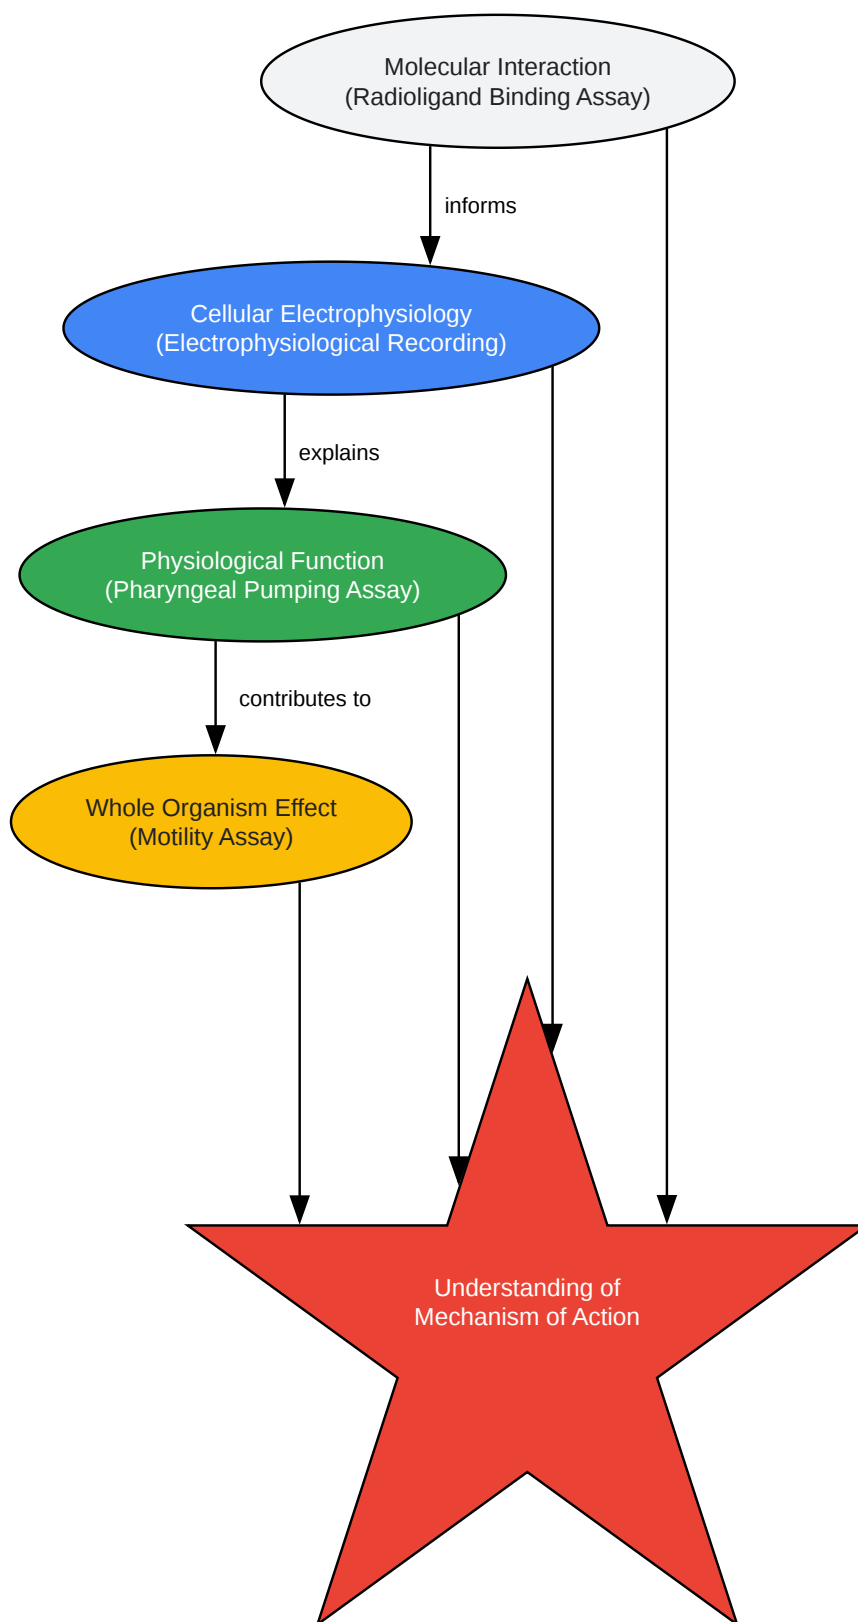 Molecular Interaction
(Radioligand Binding Assay)
informs
Cellular Electrophysiology
(Electrophysiological Recording)
explains
Physiological Function
(Pharyngeal Pumping Assay)
contributes to
Whole Organism Effect
(Motility Assay)
Understanding of
Mechanism of Action